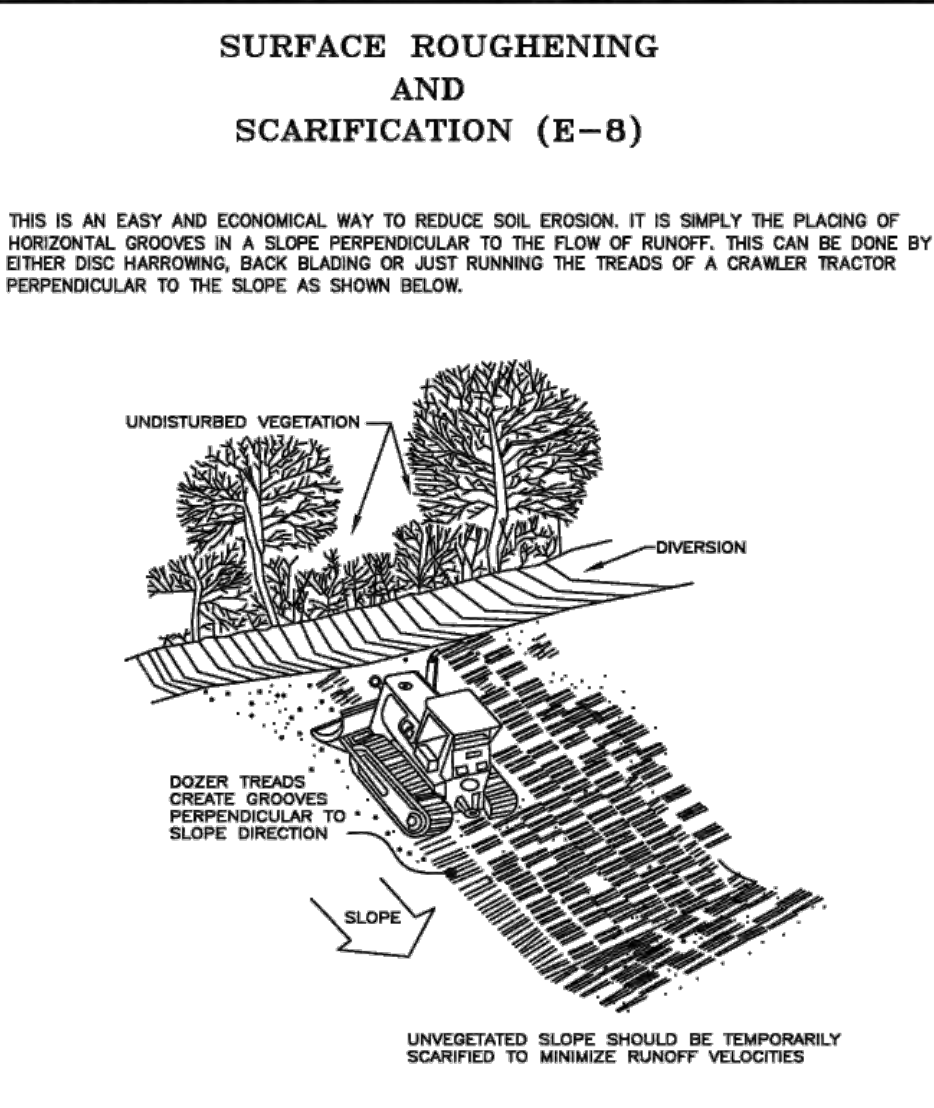 SURFACE ROUGHENING
AND
SCARIFICATION (E-8)
THIS IS AN EASY AND ECONOMICAL WAY TO REDUCE SOIL EROSION. IT IS SIMPLY THE PLACING OF
HORIZONTAL GROOVES IN A SLOPE PERPENDICULAR TO THE FLOW OF RUNOFF. THIS CAN BE DONE BY
EITHER DISC HARROWING, BACK BLADING OR JUST RUNNING THE TREADS OF A CRAWLER TRACTOR
PERPENDICULAR TO THE SLOPE AS SHOWN BELOW.
UNDISTURBED VEGETATION
DIVERSION
DOZER TREADS
CREATE GROOVES
PERPENDICULAR TO
SLOPE DIRECTION
SLOPE
UNVEGETATED SLOPE SHOULD BE TEMPORARILY
SCARIFIED TO MINIMIZE RUNOFF VELOCITIES